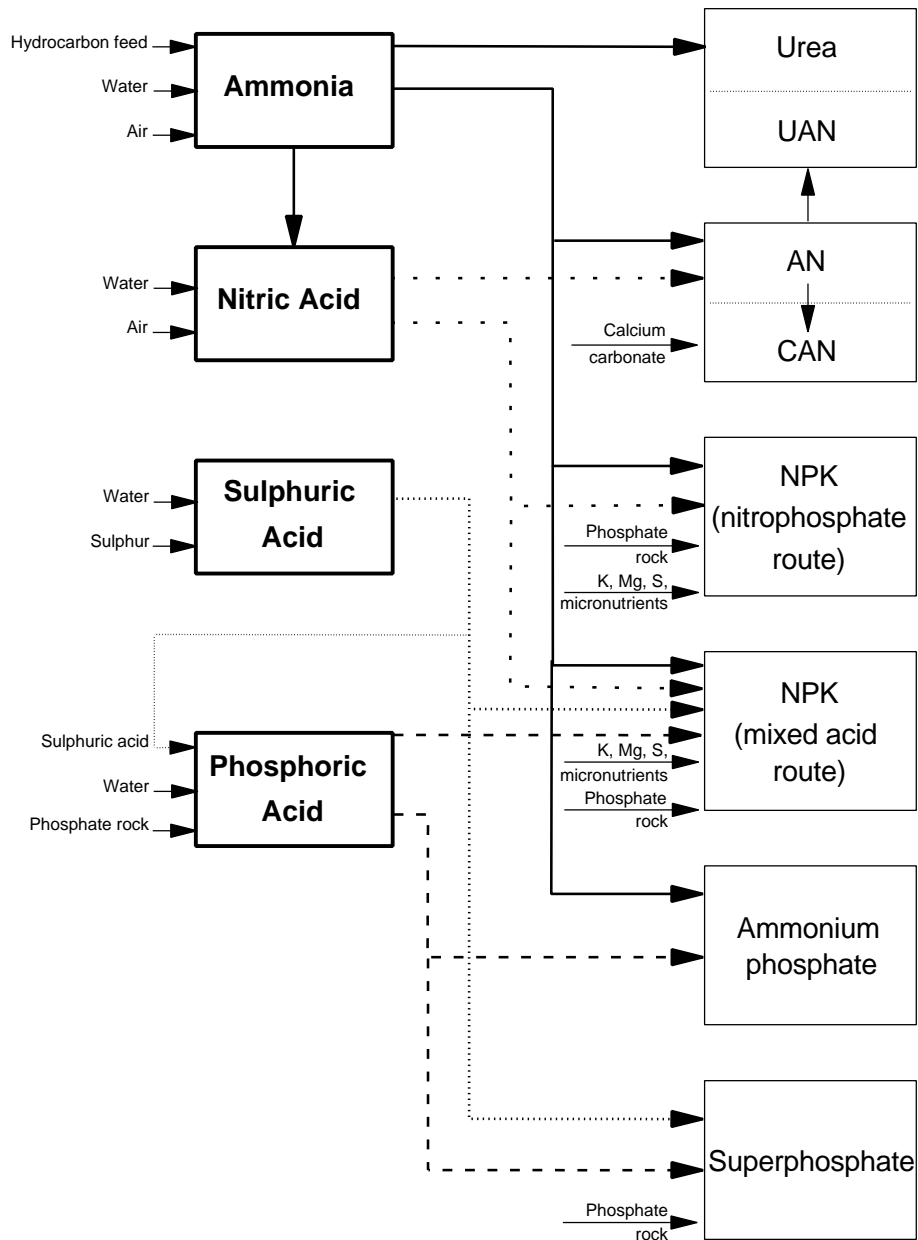 Hydrocarbon feed
Water
Air
Ammonia
Urea
UAN
Water
Air
Nitric Acid
AN
Calcium
carbonate
CAN
Water
Sulphur
Sulphuric
Acid
NPK
(nitrophosphate
route)
Phosphate
rock
K, Mg, S,
micronutrients
Sulphuric acid
Water
Phosphate rock
Phosphoric
Acid
NPK
(mixed acid
route)
K, Mg, S,
micronutrients
Phosphate
rock
Ammonium
phosphate
Superphosphate
Phosphate
rock